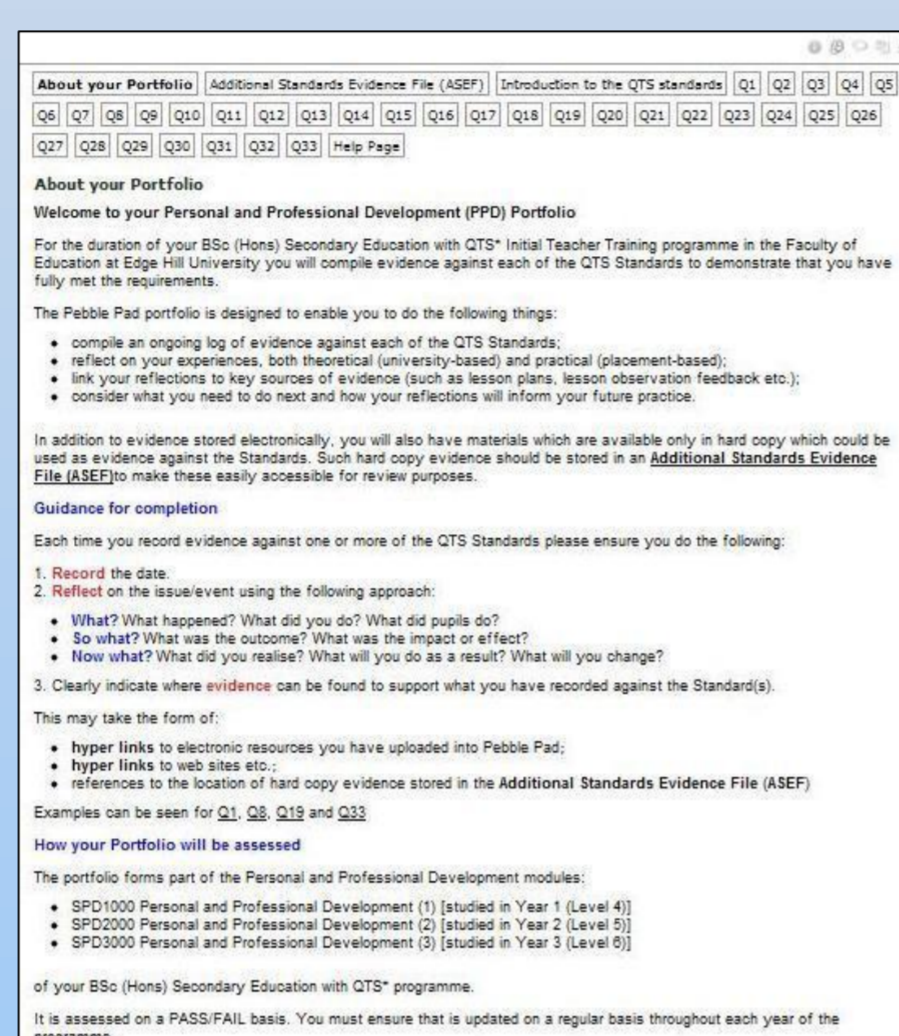 About your Portfolio Additional Standards Evidence File (ASEF) Introduction to the QTS standards Q1 Q2 Q3 Q4 Q5
Q6 Q7 Q8 Q9 Q10 Q11 Q12 Q13 Q14 Q15 Q16 Q17 Q18 Q19 Q20 Q21 Q22 Q23 Q24 Q25 Q26
Q27 Q28 Q29 Q30 Q31 Q32 Q33 Help Page
About your Portfolio
Welcome to your Personal and Professional Development (PPD) Portfolio
For the duration of your BSc (Hons) Secondary Education with QTS* Initial Teacher Training programme in the Faculty of
Education at Edge Hill University you will compile evidence against each of the QTS Standards to demonstrate that you have
fully met the requirements.
The Pebble Pad portfolio is designed to enable you to do the following things:
• compile an ongoing log of evidence against each of the QTS Standards;
• reflect on your experiences, both theoretical (university-based) and practical (placement-based);
• link your reflections to key sources of evidence (such as lesson plans, lesson observation feedback etc.);
• consider what you need to do next and how your reflections will inform your future practice.
In addition to evidence stored electronically, you will also have materials which are available only in hard copy which could be
used as evidence against the Standards. Such hard copy evidence should be stored in an Additional Standards Evidence
File (ASEF)to make these easily accessible for review purposes.
Guidance for completion
Each time you record evidence against one or more of the QTS Standards please ensure you do the following:
1. Record the date.
2. Reflect on the issue/event using the following approach:
• What? What happened? What did you do? What did pupils do?
• So what? What was the outcome? What was the impact or effect?
• Now what? What did you realise? What will you do as a result? What will you change?
3. Clearly indicate where evidence can be found to support what you have recorded against the Standard(s).
This may take the form of:
• hyper links to electronic resources you have uploaded into Pebble Pad;
• hyper links to web sites etc.;
• references to the location of hard copy evidence stored in the Additional Standards Evidence File (ASEF)
Examples can be seen for Q1, Q8, Q19 and Q33
How your Portfolio will be assessed
The portfolio forms part of the Personal and Professional Development modules:
• SPD1000 Personal and Professional Development (1) [studied in Year 1 (Level 4)]
• SPD2000 Personal and Professional Development (2) [studied in Year 2 (Level 5)]
• SPD3000 Personal and Professional Development (3) [studied in Year 3 (Level 6)]
of your BSc (Hons) Secondary Education with QTS* programme.
It is assessed on a PASS/FAIL basis. You must ensure that is updated on a regular basis throughout each year of the